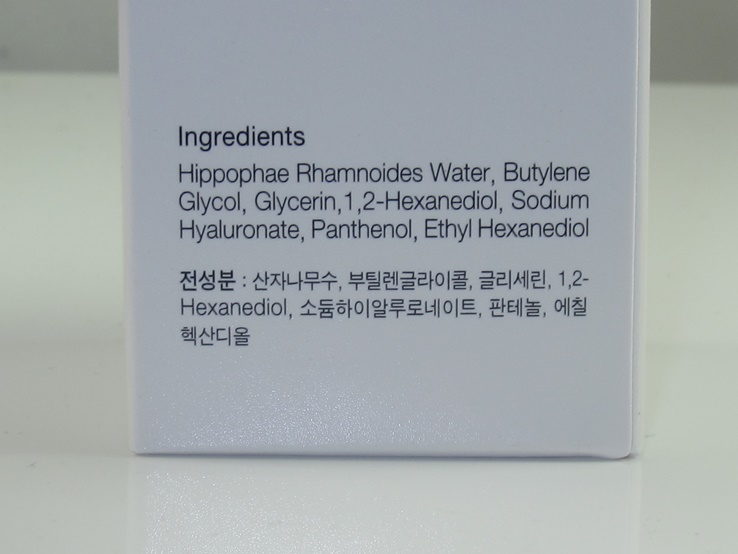 Ingredients
Hippophae Rhamnoides Water, Butylene
Glycol, Glycerin,1,2-Hexanediol, Sodium
Hyaluronate, Panthenol, Ethyl Hexanediol
전성분 : 산자나무수, 부틸렌글라이콜, 글리세린, 1,2-
Hexanediol, 소듐하이알루로네이트, 판테놀, 에칠
헥산디올